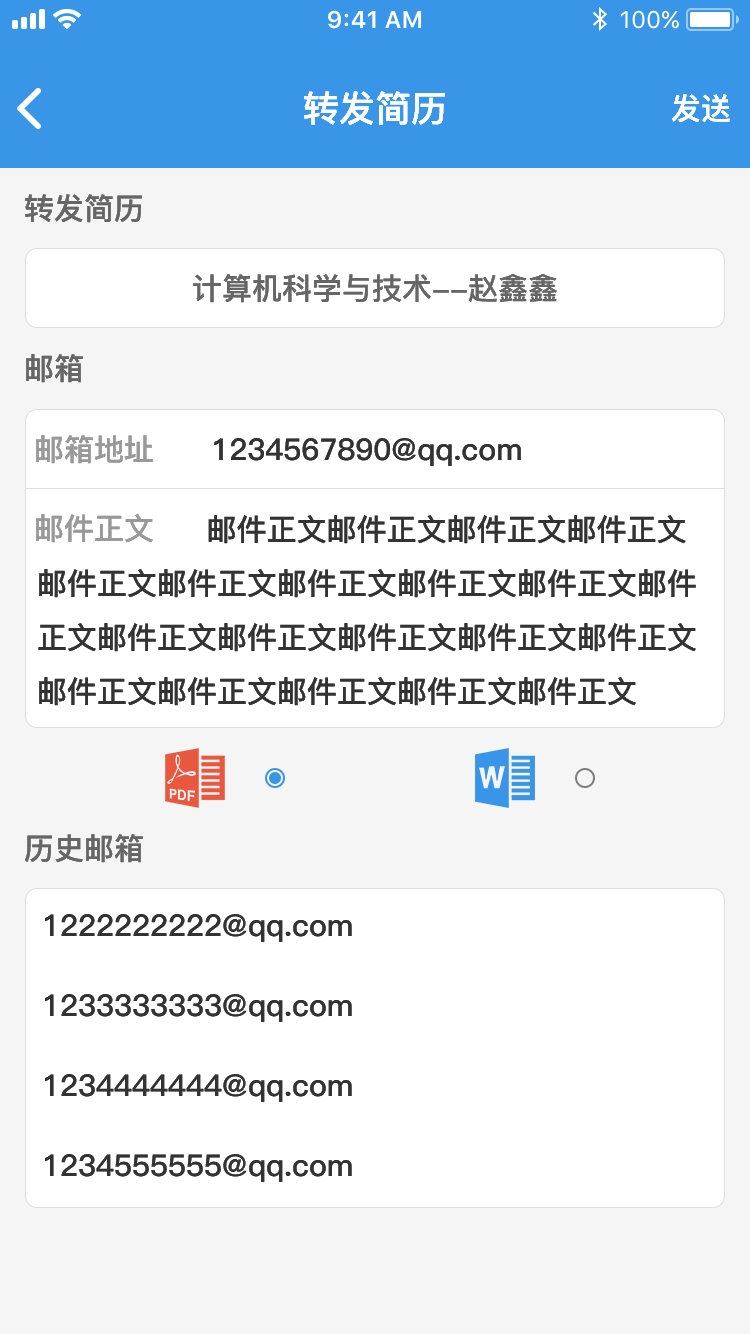 9:41 AM 100%
转发简历 发送
转发简历
计算机科学与技术--赵鑫鑫
邮箱
邮箱地址 1234567890@qq.com
邮件正文 邮件正文邮件正文邮件正文邮件正文
邮件正文邮件正文邮件正文邮件正文邮件正文邮件
正文邮件正文邮件正文邮件正文邮件正文邮件正文
邮件正文邮件正文邮件正文邮件正文邮件正文
PDF W
历史邮箱
1222222222@qq.com
1233333333@qq.com
1234444444@qq.com
1234555555@qq.com